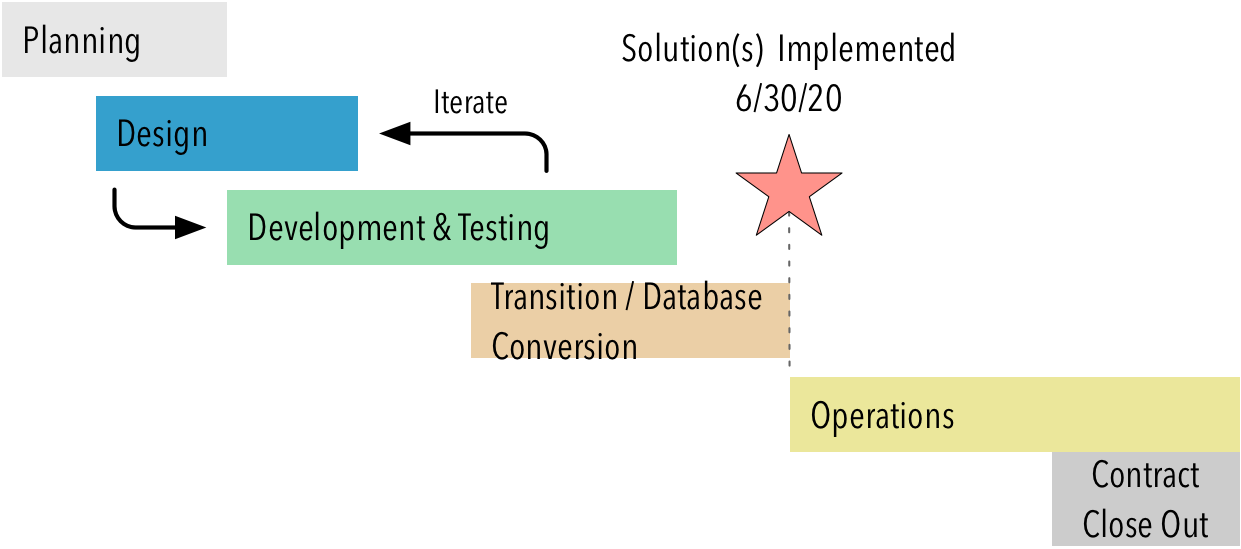 Planning
Solution(s) Implemented
6/30/20
Iterate
Design
Development & Testing
Transition / Database
Conversion
Operations
Contract
Close Out